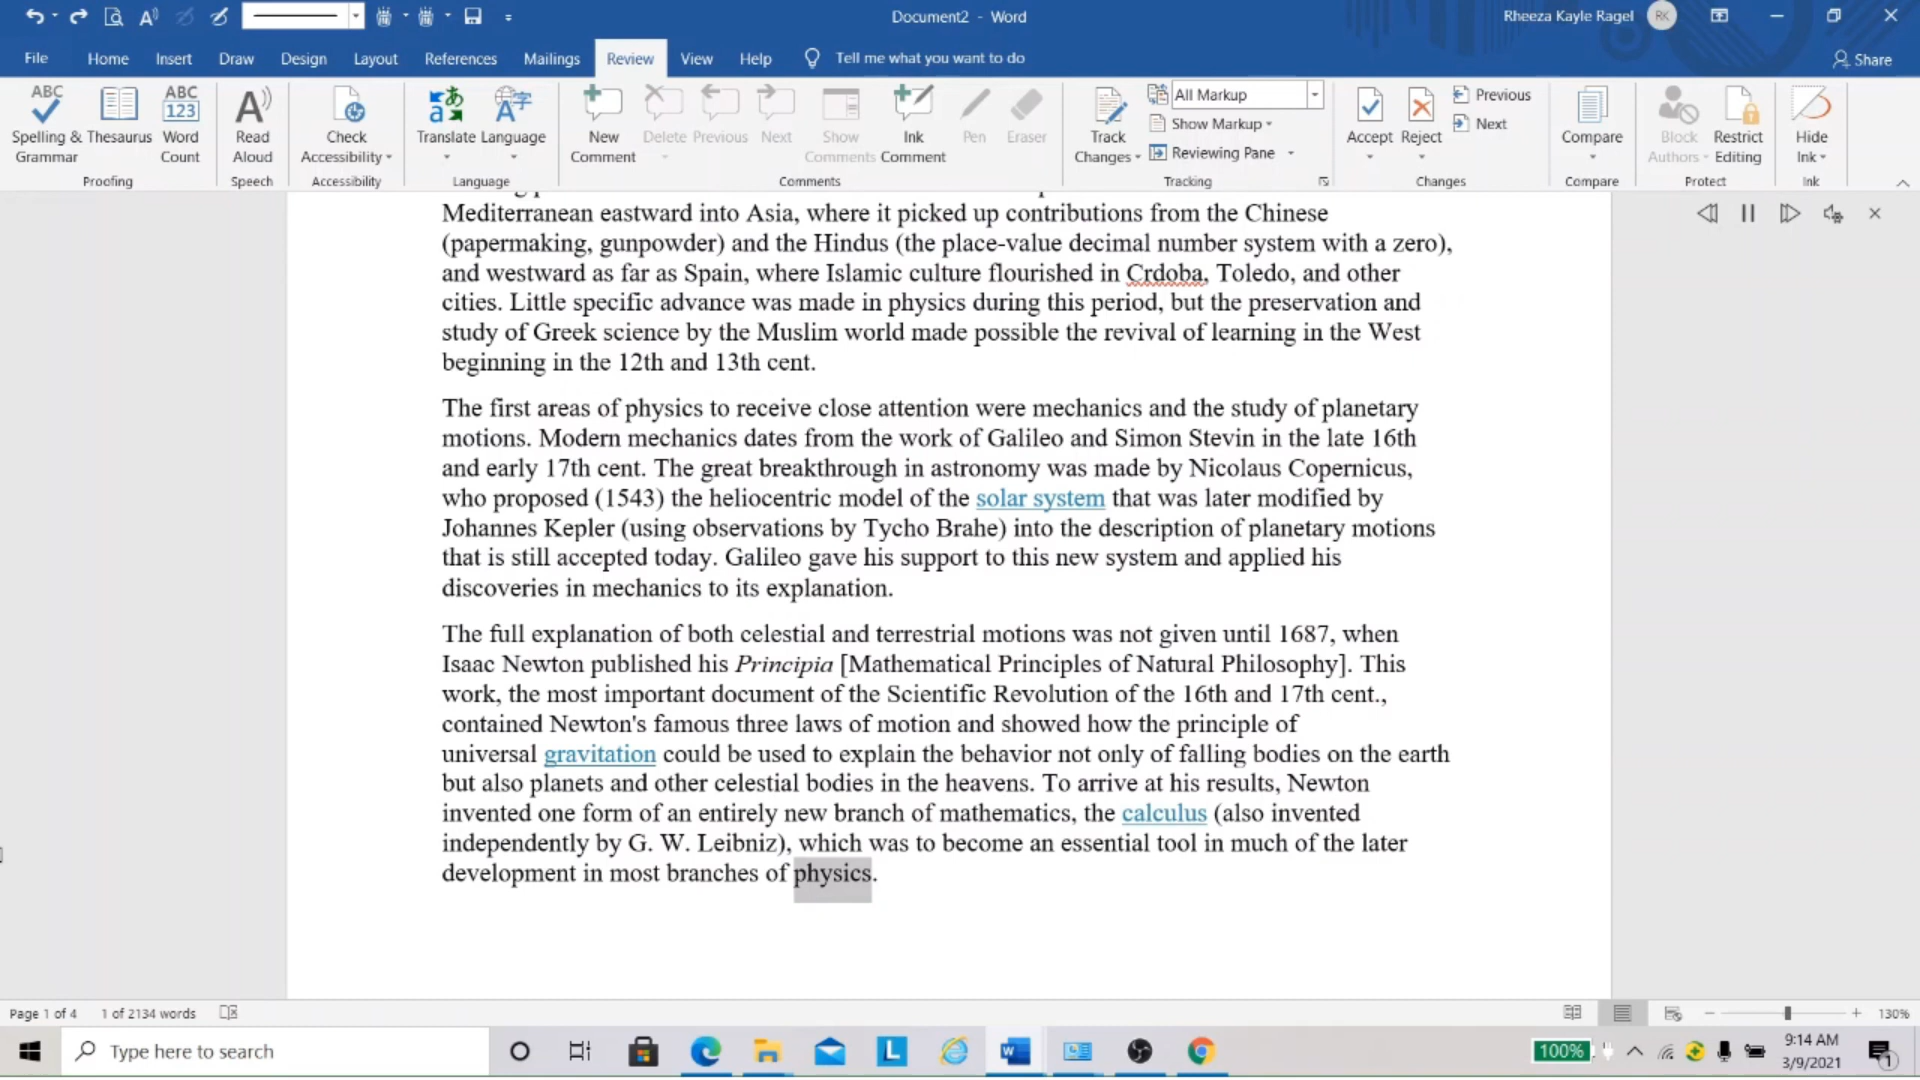 Document2 - Word
Rheeza Kayle Ragel
RK
File Home Insert Draw Design Layout References Mailings Review View Help Tell me what you want to do
Share
ABC
Spelling & Grammar
Thesaurus
ABC 123
Word Count
Proofing
Read Aloud
Speech
Check Accessibility
Accessibility
Translate
Language
Language
New Comment
Delete
Previous
Next
Show Comments
Ink Comment
Pen
Eraser
Comments
Track Changes
All Markup
Show Markup
Reviewing Pane
Tracking
Accept
Reject
Previous
Next
Changes
Compare
Compare
Block Authors
Restrict Editing
Protect
Hide Ink
Ink
Mediterranean eastward into Asia, where it picked up contributions from the Chinese
(papermaking, gunpowder) and the Hindus (the place-value decimal number system with a zero),
and westward as far as Spain, where Islamic culture flourished in Crdoba, Toledo, and other
cities. Little specific advance was made in physics during this period, but the preservation and
study of Greek science by the Muslim world made possible the revival of learning in the West
beginning in the 12th and 13th cent.
The first areas of physics to receive close attention were mechanics and the study of planetary
motions. Modern mechanics dates from the work of Galileo and Simon Stevin in the late 16th
and early 17th cent. The great breakthrough in astronomy was made by Nicolaus Copernicus,
who proposed (1543) the heliocentric model of the solar system that was later modified by
Johannes Kepler (using observations by Tycho Brahe) into the description of planetary motions
that is still accepted today. Galileo gave his support to this new system and applied his
discoveries in mechanics to its explanation.
The full explanation of both celestial and terrestrial motions was not given until 1687, when
Isaac Newton published his Principia [Mathematical Principles of Natural Philosophy]. This
work, the most important document of the Scientific Revolution of the 16th and 17th cent.,
contained Newton's famous three laws of motion and showed how the principle of
universal gravitation could be used to explain the behavior not only of falling bodies on the earth
but also planets and other celestial bodies in the heavens. To arrive at his results, Newton
invented one form of an entirely new branch of mathematics, the calculus (also invented
independently by G. W. Leibniz), which was to become an essential tool in much of the later
development in most branches of physics.
Page 1 of 4 1 of 2134 words
130%
Type here to search
100%
9:14 AM
3/9/2021
1